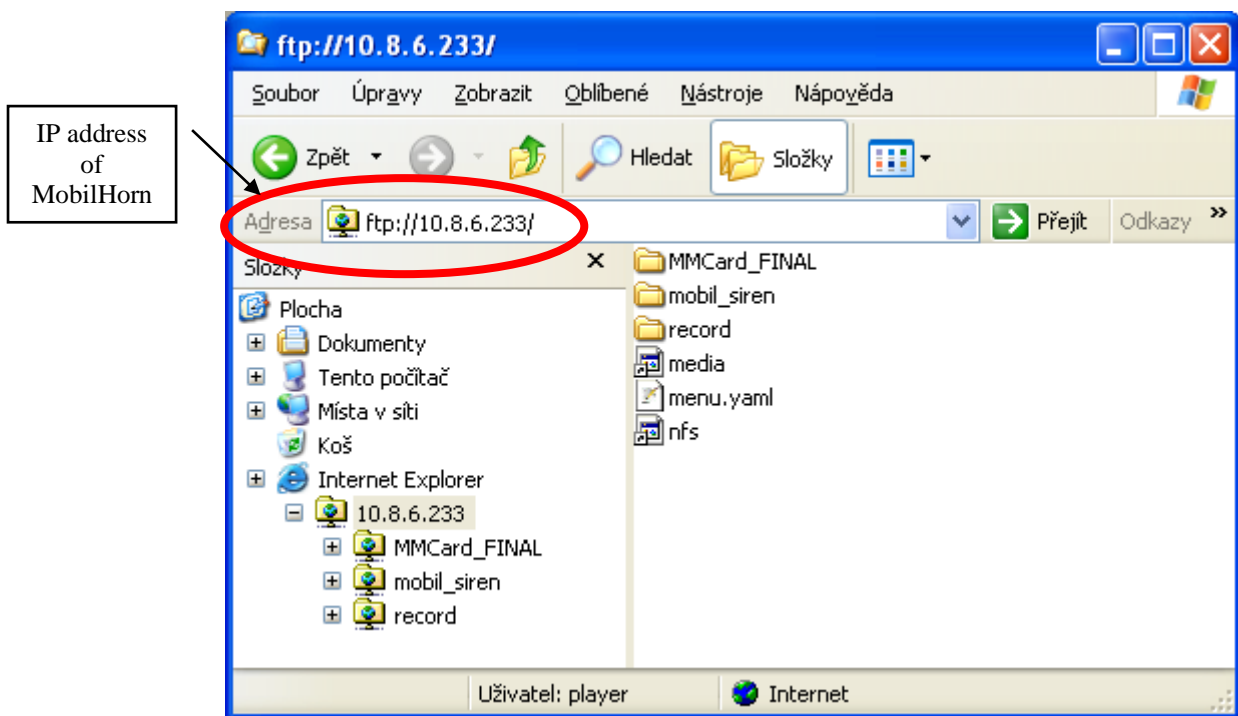 ftp://10.8.6.233/
Soubor Úpravy Zobrazit Oblíbené Nástroje Nápověda
IP address
of
MobilHorn
Zpět Hledat Složky
Adresa ftp://10.8.6.233/ Přejít Odkazy »
Složky
Plocha
Dokumenty
Tento počítač
Místa v síti
Koš
Internet Explorer
10.8.6.233
MMCard_FINAL
mobil_siren
record
MMCard_FINAL
mobil_siren
record
media
menu.yaml
nfs
Uživatel: player Internet